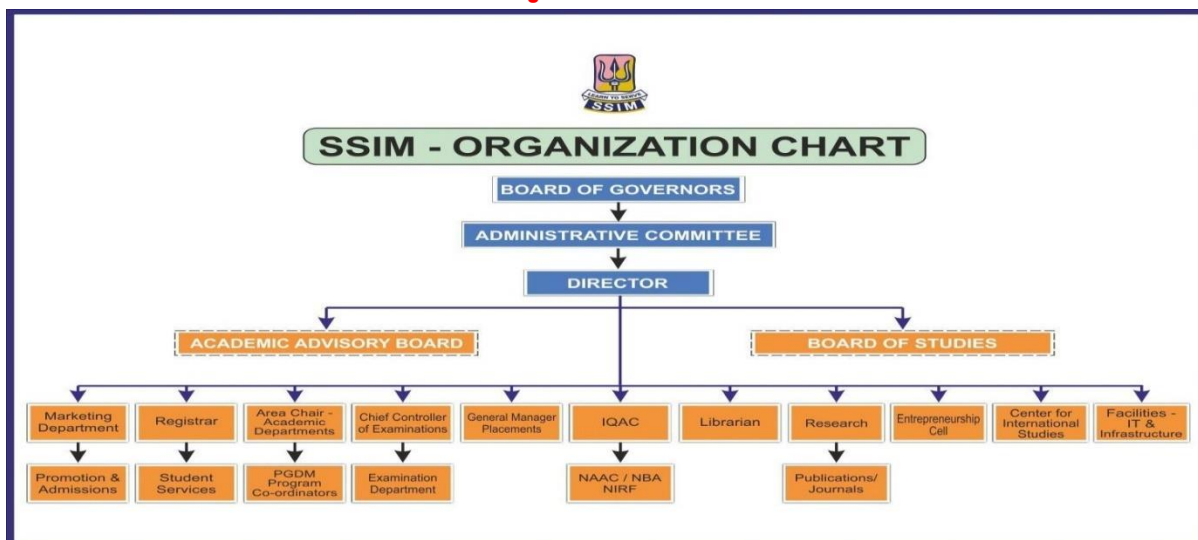 LEARN TO SERVE
SSIM
SSIM - ORGANIZATION CHART
BOARD OF GOVERNORS
ADMINISTRATIVE COMMITTEE
DIRECTOR
ACADEMIC ADVISORY BOARD
BOARD OF STUDIES
Marketing
Department
Registrar
Area Chair -
Academic
Departments
Chief Controller
of Examinations
General Manager
Placements
IQAC
Librarian
Research
Entrepreneurship
Cell
Center for
International
Studies
Facilities -
IT &
Infrastructure
Promotion &
Admissions
Student
Services
PGDM
Program
Co-ordinators
Examination
Department
NAAC / NBA
NIRF
Publications/
Journals